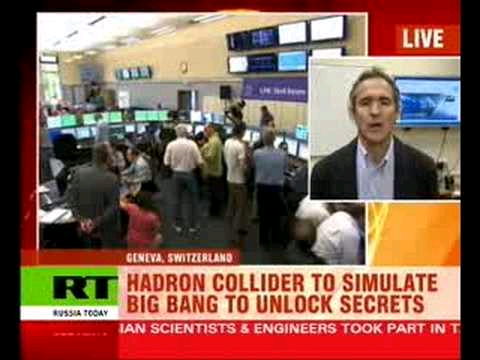 LIVE
GENEVA, SWITZERLAND
HADRON COLLIDER TO SIMULATE
BIG BANG TO UNLOCK SECRETS
RT
RUSSIA TODAY
IAN SCIENTISTS & ENGINEERS TOOK PART IN T